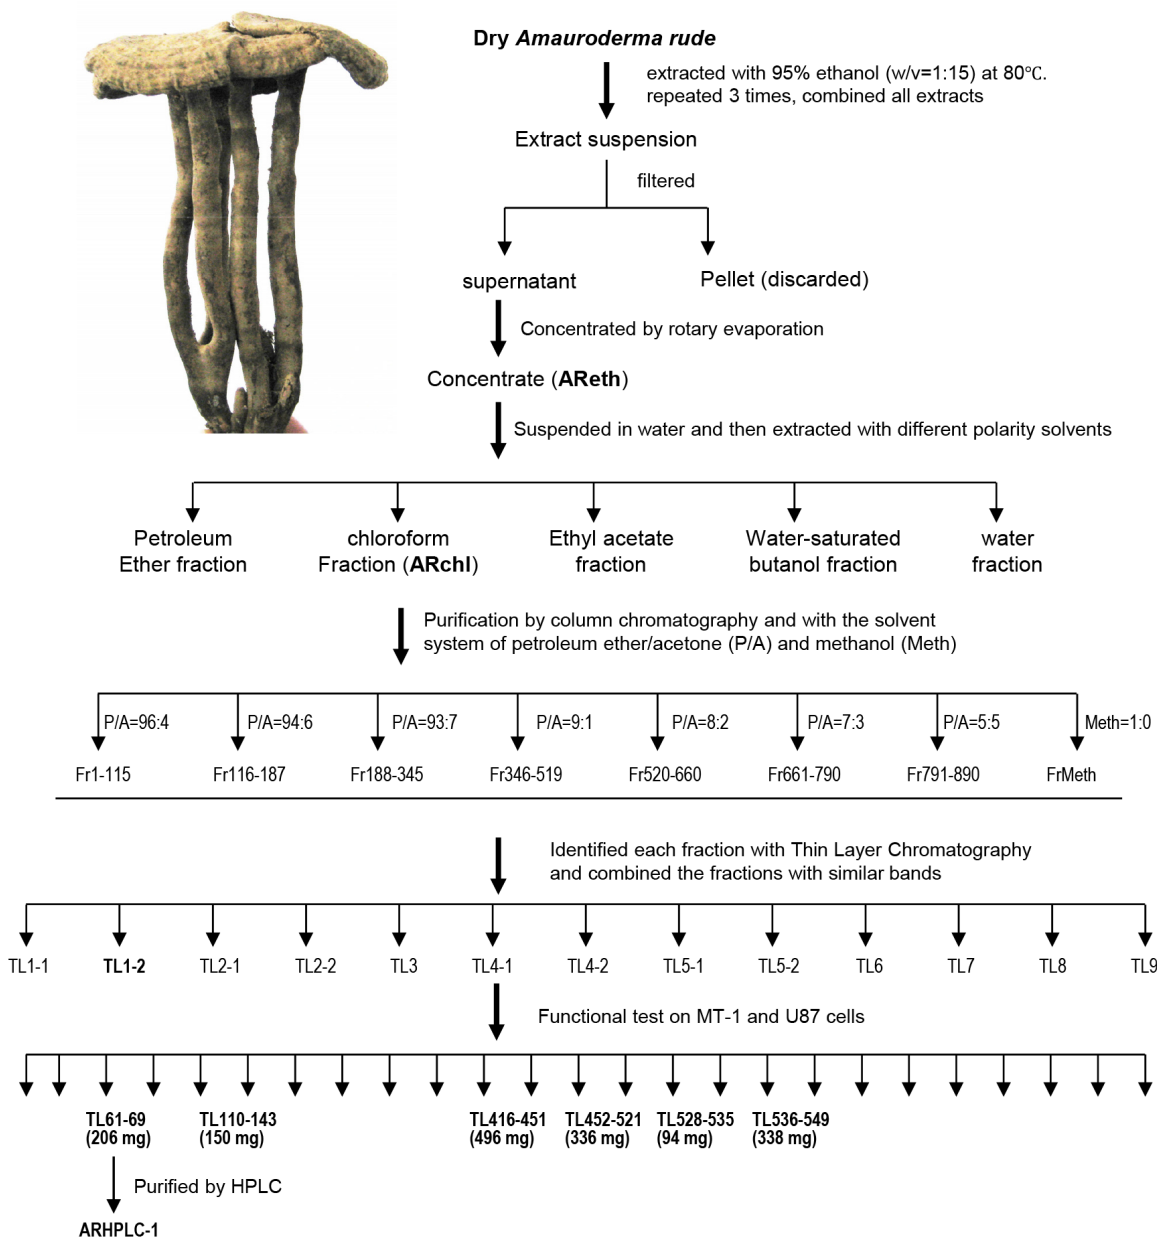 Dry Amauroderma rude
extracted with 95% ethanol (w/v=1:15) at 80℃.
repeated 3 times, combined all extracts
Extract suspension
filtered
supernatant
Pellet (discarded)
Concentrated by rotary evaporation
Concentrate (AReth)
Suspended in water and then extracted with different polarity solvents
Petroleum
Ether fraction
chloroform
Fraction (ARchl)
Ethyl acetate
fraction
Water-saturated
butanol fraction
water
fraction
Purification by column chromatography and with the solvent
system of petroleum ether/acetone (P/A) and methanol (Meth)
P/A=96:4
P/A=94:6
P/A=93:7
P/A=9:1
P/A=8:2
P/A=7:3
P/A=5:5
Meth=1:0
Fr1-115
Fr116-187
Fr188-345
Fr346-519
Fr520-660
Fr661-790
Fr791-890
FrMeth
Identified each fraction with Thin Layer Chromatography
and combined the fractions with similar bands
TL1-1
TL1-2
TL2-1
TL2-2
TL3
TL4-1
TL4-2
TL5-1
TL5-2
TL6
TL7
TL8
TL9
Functional test on MT-1 and U87 cells
TL61-69
(206 mg)
TL110-143
(150 mg)
TL416-451
(496 mg)
TL452-521
(336 mg)
TL528-535
(94 mg)
TL536-549
(338 mg)
Purified by HPLC
ARHPLC-1